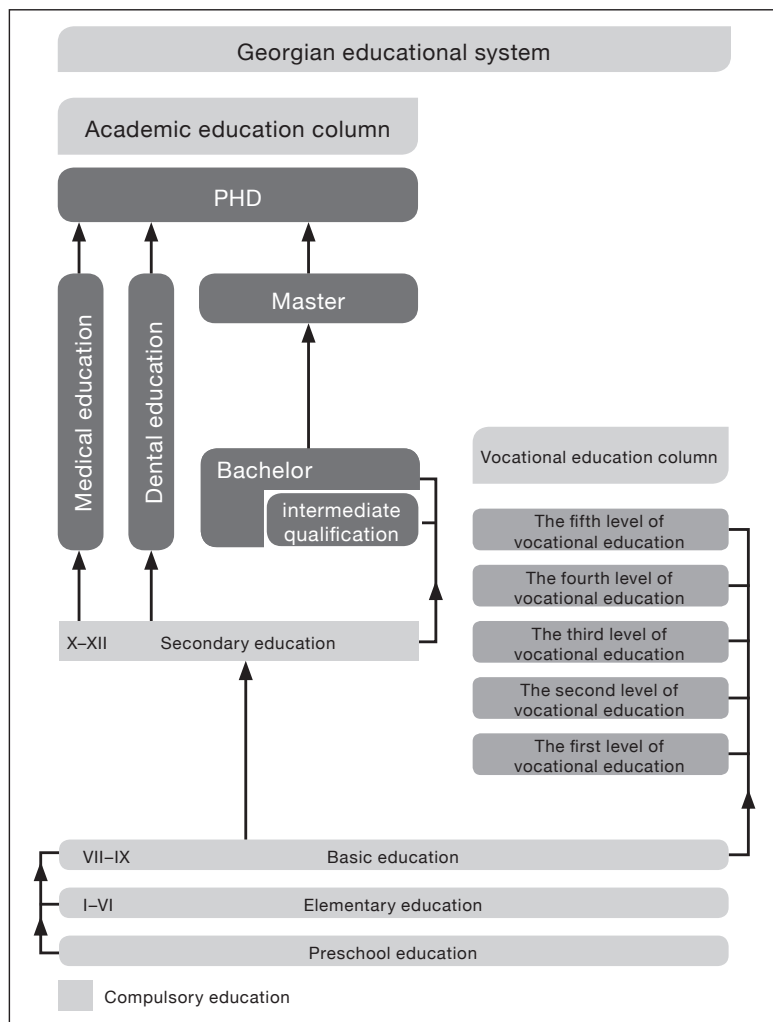 Georgian educational system
Academic education column
PHD
Medical education
Dental education
Master
Bachelor
intermediate
qualification
Vocational education column
The fifth level of
vocational education
The fourth level of
vocational education
The third level of
vocational education
The second level of
vocational education
The first level of
vocational education
X–XII Secondary education
VII–IX Basic education
I–VI Elementary education
Preschool education
Compulsory education